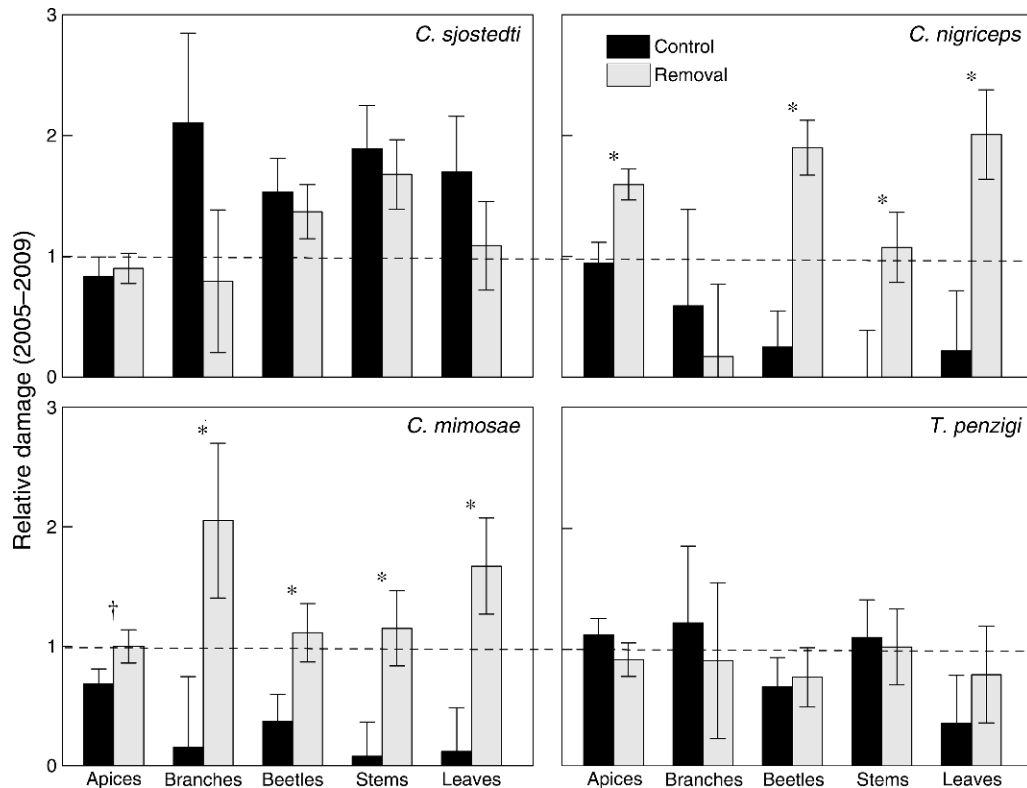 3
2
1
0
C. sjostedti
Control
Removal
C. nigriceps
*
*
*
*
3
2
1
0
C. mimosae
†
*
*
*
*
T. penzigi
Relative damage (2005–2009)
Apices Branches Beetles Stems Leaves
Apices Branches Beetles Stems Leaves